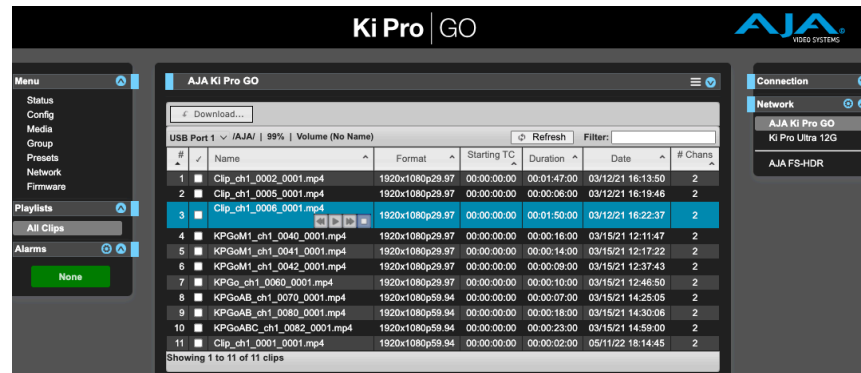 Ki Pro GO
AJA
VIDEO SYSTEMS
Menu
Status
Config
Media
Group
Presets
Network
Firmware
Playlists
All Clips
Alarms
None
AJA Ki Pro GO
Download...
USB Port 1 /AJA/ | 99% | Volume (No Name) Refresh Filter:
# ✓ Name Format Starting TC Duration Date # Chans
1 Clip_ch1_0002_0001.mp4 1920x1080p29.97 00:00:00:00 00:01:47:00 03/12/21 16:13:50 2
2 Clip_ch1_0005_0001.mp4 1920x1080p29.97 00:00:00:00 00:00:06:00 03/12/21 16:19:46 2
3 Clip_ch1_0006_0001.mp4 1920x1080p29.97 00:00:00:00 00:01:50:00 03/12/21 16:22:37 2
4 KPGoM1_ch1_0040_0001.mp4 1920x1080p29.97 00:00:00:00 00:00:16:00 03/15/21 12:11:47 2
5 KPGoM1_ch1_0041_0001.mp4 1920x1080p29.97 00:00:00:00 00:00:14:00 03/15/21 12:17:22 2
6 KPGoM1_ch1_0042_0001.mp4 1920x1080p29.97 00:00:00:00 00:00:09:00 03/15/21 12:37:43 2
7 KPGo_ch1_0060_0001.mp4 1920x1080p29.97 00:00:00:00 00:00:10:00 03/15/21 12:46:50 2
8 KPGoAB_ch1_0070_0001.mp4 1920x1080p59.94 00:00:00:00 00:00:07:00 03/15/21 14:25:05 2
9 KPGoAB_ch1_0080_0001.mp4 1920x1080p59.94 00:00:00:00 00:00:18:00 03/15/21 14:30:06 2
10 KPGoABC_ch1_0082_0001.mp4 1920x1080p59.94 00:00:00:00 00:00:23:00 03/15/21 14:59:00 2
11 Clip_ch1_0001_0001.mp4 1920x1080p59.94 00:00:00:00 00:00:02:00 05/11/22 18:14:45 2
Showing 1 to 11 of 11 clips
Connection
Network
AJA Ki Pro GO
Ki Pro Ultra 12G
AJA FS-HDR